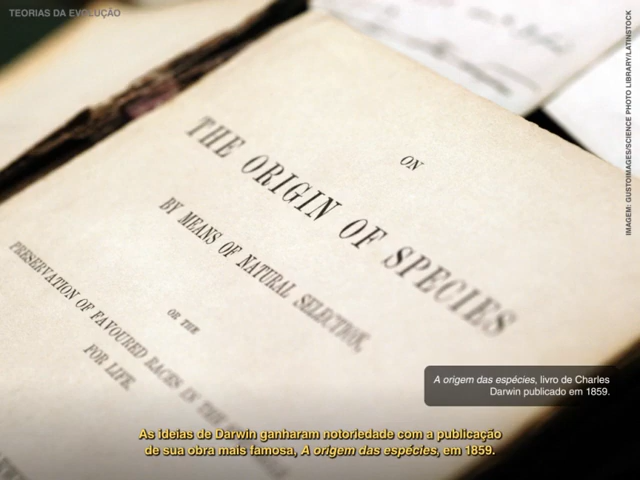 TEORIAS DA EVOLUÇÃO
IMAGEM: GUSTOIMAGES/SCIENCE PHOTO LIBRARY/LATINSTOCK
ON
THE ORIGIN OF SPECIES
BY MEANS OF NATURAL SELECTION,
OR THE
PRESERVATION OF FAVOURED RACES IN THE
FOR LIFE.
A origem das espécies, livro de Charles
Darwin publicado em 1859.
As ideias de Darwin ganharam notoriedade com a publicação
de sua obra mais famosa, A origem das espécies, em 1859.